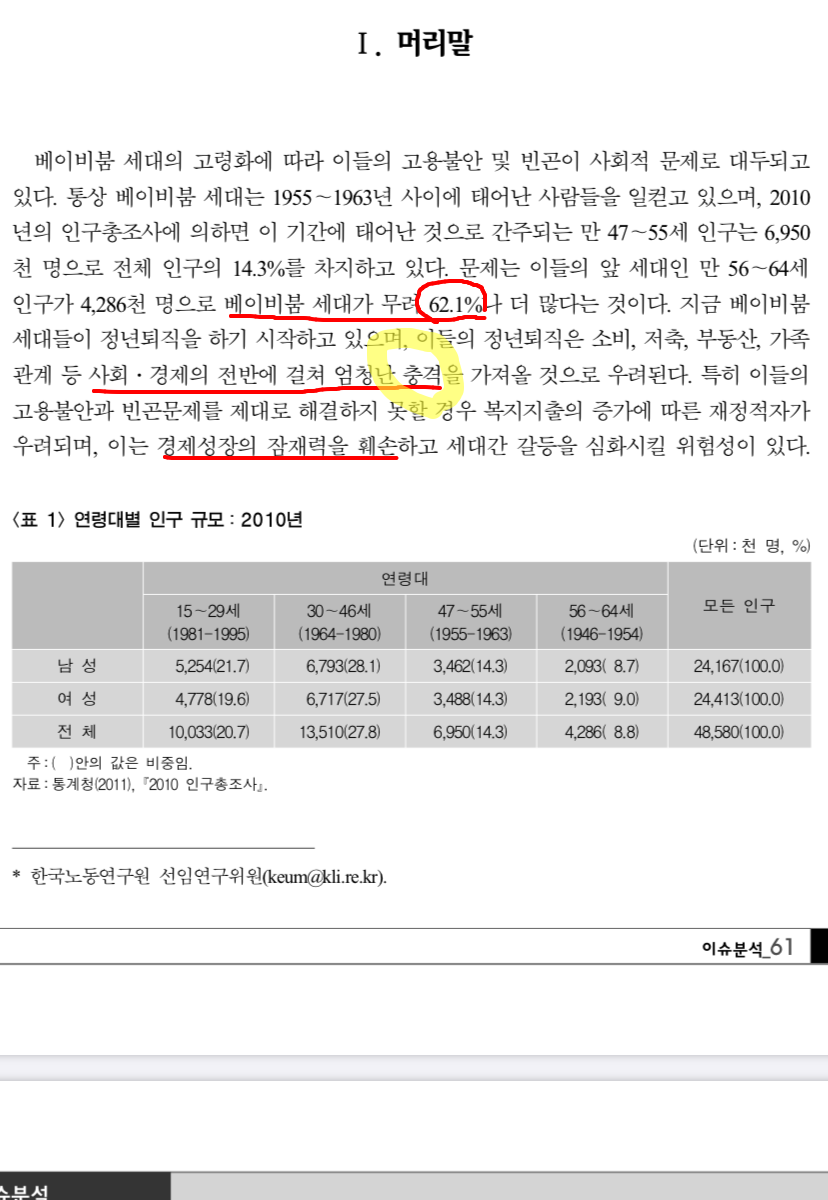 Ⅰ. 머리말
베이비붐 세대의 고령화에 따라 이들의 고용불안 및 빈곤이 사회적 문제로 대두되고
있다. 통상 베이비붐 세대는 1955~1963년 사이에 태어난 사람들을 일컫고 있으며, 2010
년의 인구총조사에 의하면 이 기간에 태어난 것으로 간주되는 만 47~55세 인구는 6,950
천 명으로 전체 인구의 14.3%를 차지하고 있다. 문제는 이들의 앞 세대인 만 56~64세
인구가 4,286천 명으로 베이비붐 세대가 무려 62.1%나 더 많다는 것이다. 지금 베이비붐
세대들이 정년퇴직을 하기 시작하고 있으며, 이들의 정년퇴직은 소비, 저축, 부동산, 가족
관계 등 사회・경제의 전반에 걸쳐 엄청난 충격을 가져올 것으로 우려된다. 특히 이들의
고용불안과 빈곤문제를 제대로 해결하지 못할 경우 복지지출의 증가에 따른 재정적자가
우려되며, 이는 경제성장의 잠재력을 훼손하고 세대간 갈등을 심화시킬 위험성이 있다.
〈표 1〉 연령대별 인구 규모 : 2010년
(단위 : 천 명, %)
연령대
15~29세 30~46세 47~55세 56~64세 모든 인구
(1981-1995) (1964-1980) (1955-1963) (1946-1954)
남 성 5,254(21.7) 6,793(28.1) 3,462(14.3) 2,093( 8.7) 24,167(100.0)
여 성 4,778(19.6) 6,717(27.5) 3,488(14.3) 2,193( 9.0) 24,413(100.0)
전 체 10,033(20.7) 13,510(27.8) 6,950(14.3) 4,286( 8.8) 48,580(100.0)
주 : ( )안의 값은 비중임.
자료 : 통계청(2011), 『2010 인구총조사』.
* 한국노동연구원 선임연구위원(keum@kli.re.kr).
이슈분석_61
슈분석